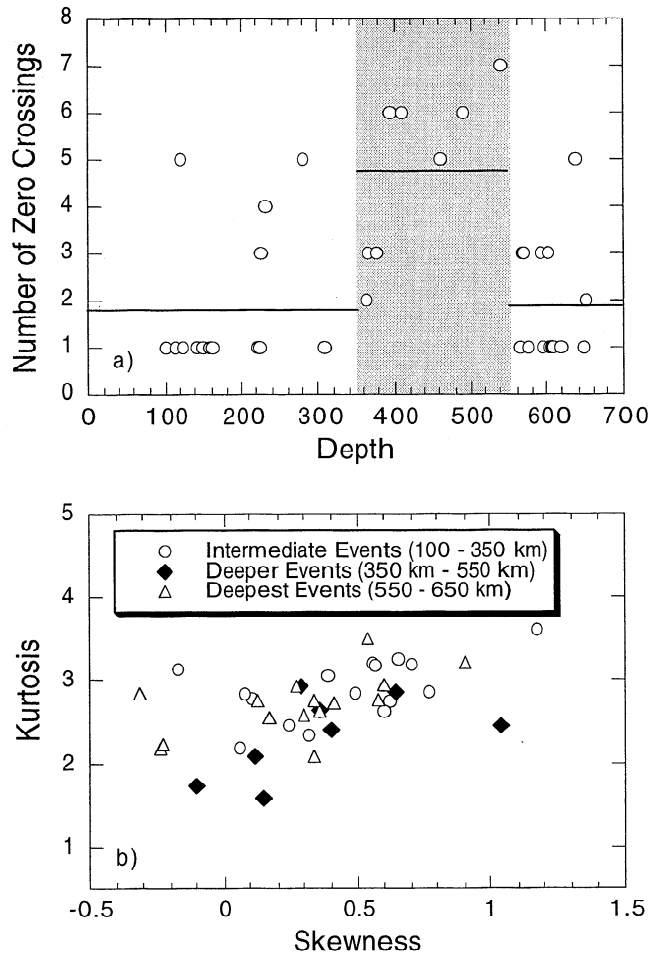 8
7
6
5
4
3
2
1
0
Number of Zero Crossings
a)
0 100 200 300 400 500 600 700
Depth
5
4
3
2
1
Kurtosis
Intermediate Events (100 - 350 km)
Deeper Events (350 km - 550 km)
Deepest Events (550 - 650 km)
b)
-0.5 0 0.5 1 1.5
Skewness